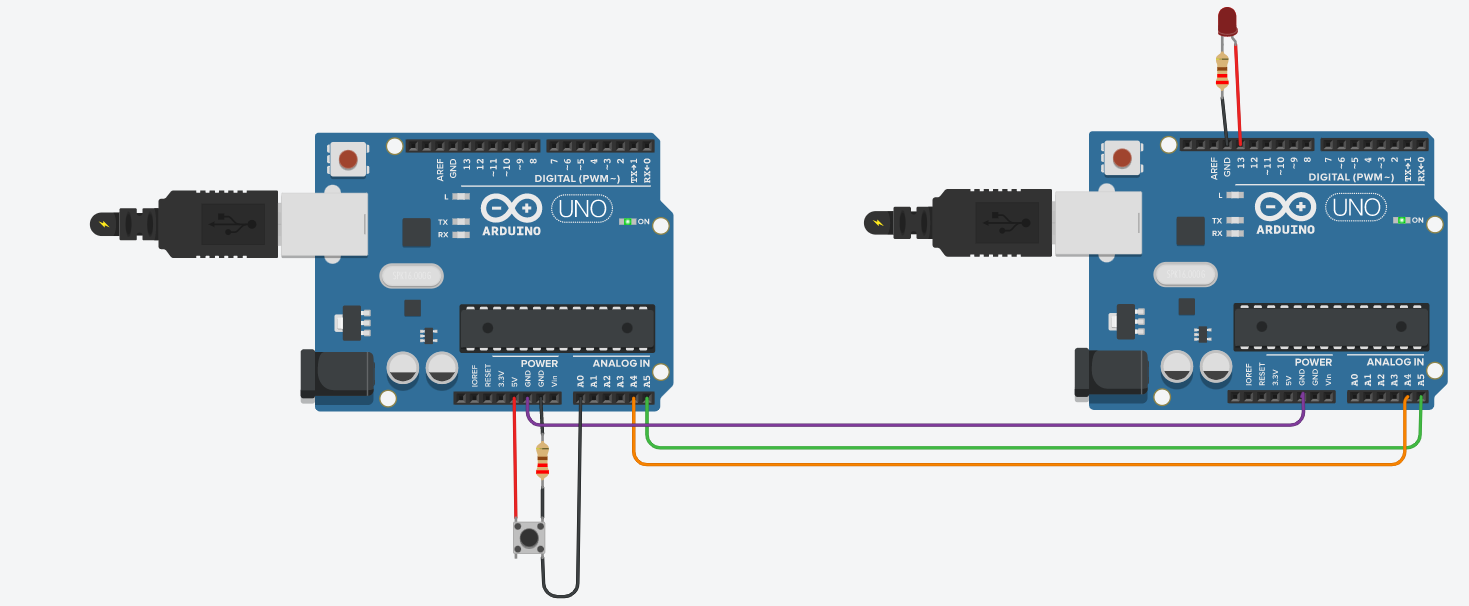 AREF GND 13 12 ~11 ~10 ~9 8 7 ~6 ~5 4 ~3 2 TX→1 RX←0
DIGITAL (PWM~)
L
TX
RX
UNO
ON
ARDUINO
POWER
ANALOG IN
IOREF RESET 3.3V 5V GND GND Vin A0 A1 A2 A3 A4 A5
AREF GND 13 12 ~11 ~10 ~9 8 7 ~6 ~5 4 ~3 2 TX→1 RX←0
DIGITAL (PWM~)
L
TX
RX
UNO
ON
ARDUINO
POWER
ANALOG IN
IOREF RESET 3.3V 5V GND GND Vin A0 A1 A2 A3 A4 A5